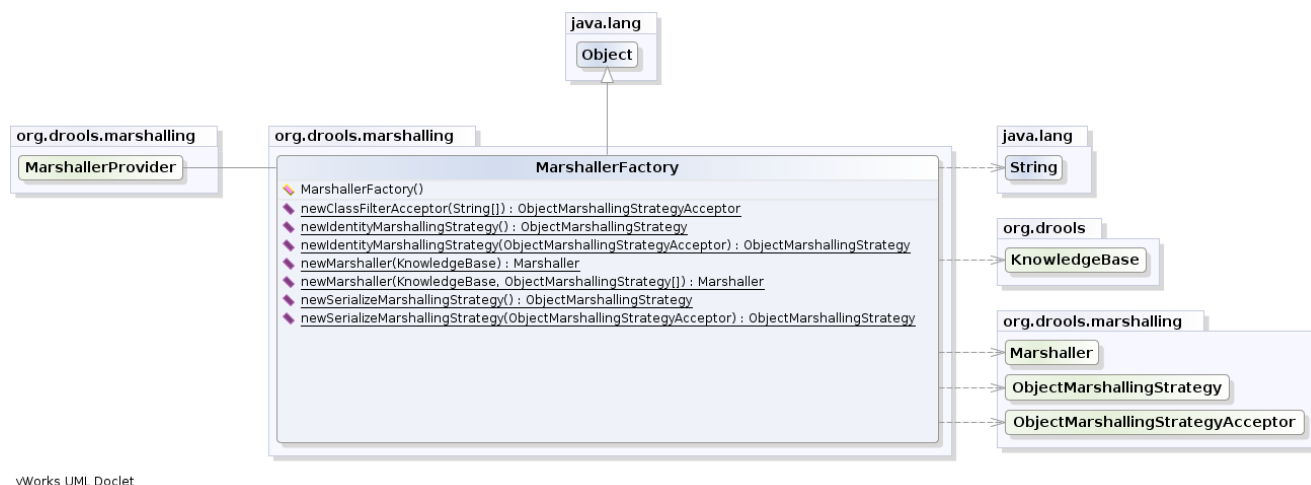 java.lang
Object
org.drools.marshalling
MarshallerProvider
org.drools.marshalling
MarshallerFactory
MarshallerFactory()
newClassFilterAcceptor(String[]) : ObjectMarshallingStrategyAcceptor
newIdentityMarshallingStrategy() : ObjectMarshallingStrategy
newIdentityMarshallingStrategy(ObjectMarshallingStrategyAcceptor) : ObjectMarshallingStrategy
newMarshaller(KnowledgeBase) : Marshaller
newMarshaller(KnowledgeBase, ObjectMarshallingStrategy[]) : Marshaller
newSerializeMarshallingStrategy() : ObjectMarshallingStrategy
newSerializeMarshallingStrategy(ObjectMarshallingStrategyAcceptor) : ObjectMarshallingStrategy
java.lang
String
org.drools
KnowledgeBase
org.drools.marshalling
Marshaller
ObjectMarshallingStrategy
ObjectMarshallingStrategyAcceptor
yWorks UML Doclet